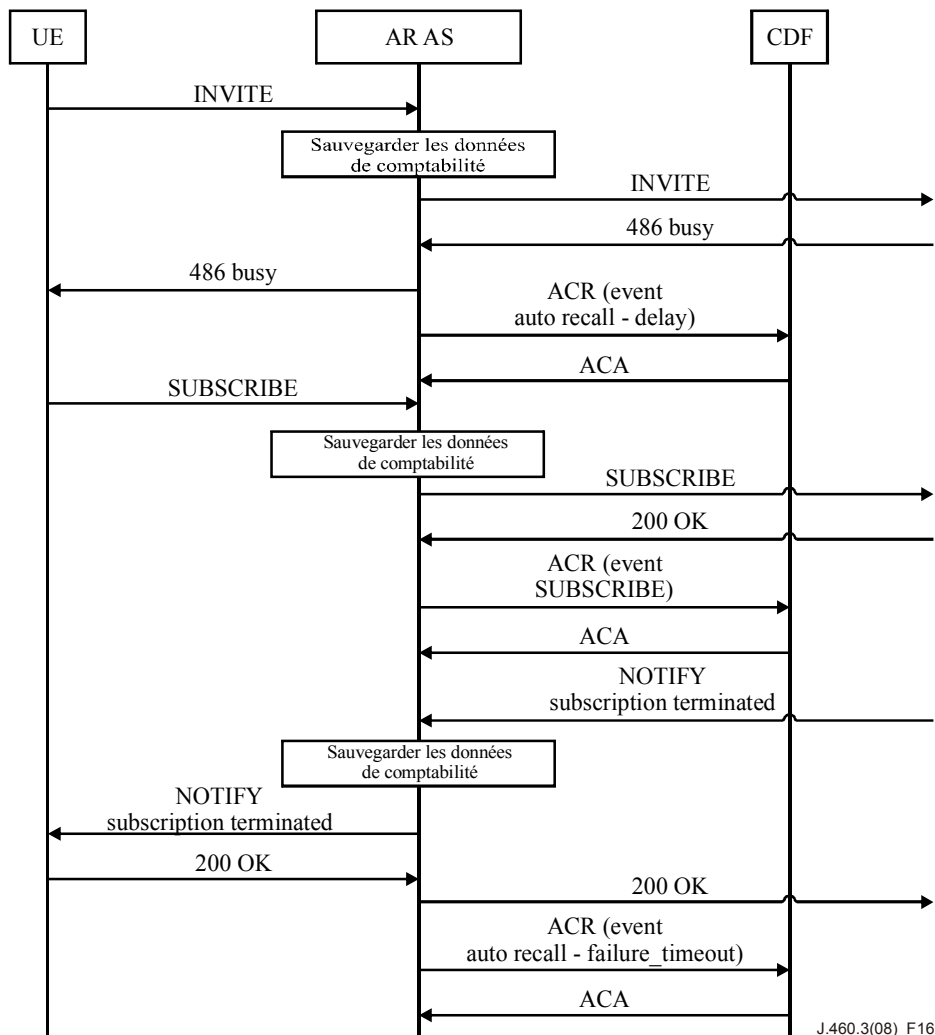 UE
AR AS
CDF
INVITE
Sauvegarder les données
de comptabilité
INVITE
486 busy
486 busy
ACR (event
auto recall - delay)
ACA
SUBSCRIBE
Sauvegarder les données
de comptabilité
SUBSCRIBE
200 OK
ACR (event
SUBSCRIBE)
ACA
NOTIFY
subscription terminated
Sauvegarder les données
de comptabilité
NOTIFY
subscription terminated
200 OK
200 OK
ACR (event
auto recall - failure_timeout)
ACA
J.460.3(08)_F16